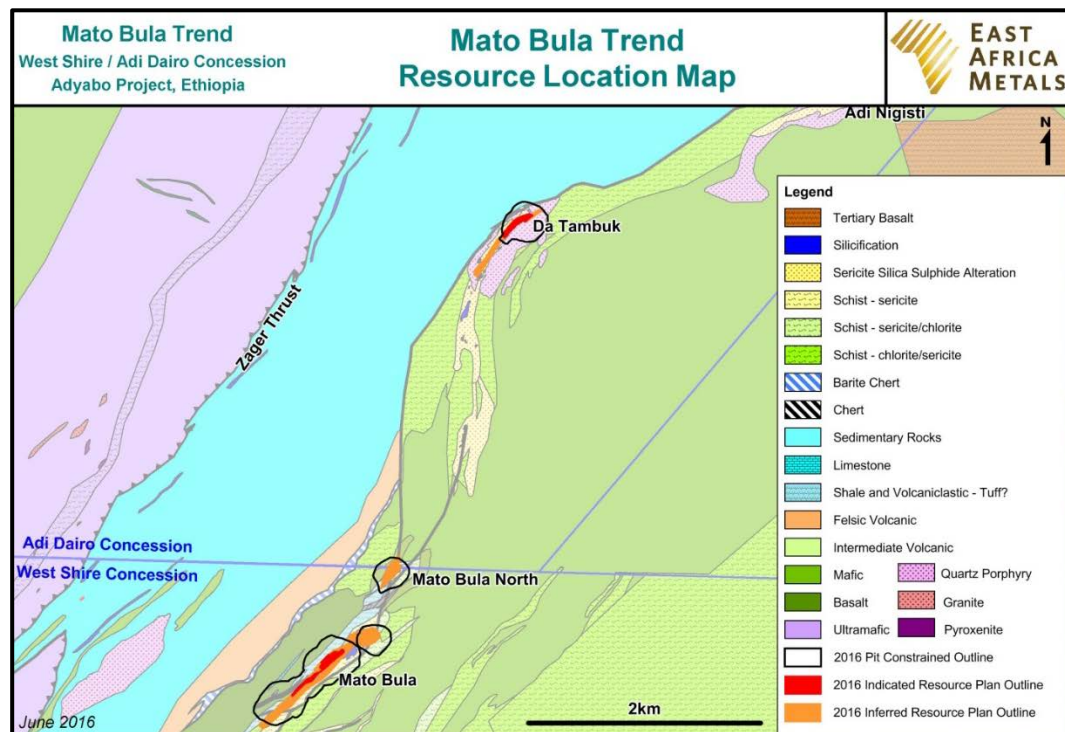 Mato Bula Trend
West Shire / Adi Dairo Concession
Adyabo Project, Ethiopia
Mato Bula Trend
Resource Location Map
EAST
AFRICA
METALS
Adi Nigisti
N
Da Tambuk
Zager Thrust
Adi Dairo Concession
West Shire Concession
Mato Bula North
Mato Bula
June 2016
2km
Legend
Tertiary Basalt
Silicification
Sericite Silica Sulphide Alteration
Schist - sericite
Schist - sericite/chlorite
Schist - chlorite/sericite
Barite Chert
Chert
Sedimentary Rocks
Limestone
Shale and Volcaniclastic - Tuff?
Felsic Volcanic
Intermediate Volcanic
Mafic
Quartz Porphyry
Basalt
Granite
Ultramafic
Pyroxenite
2016 Pit Constrained Outline
2016 Indicated Resource Plan Outline
2016 Inferred Resource Plan Outline